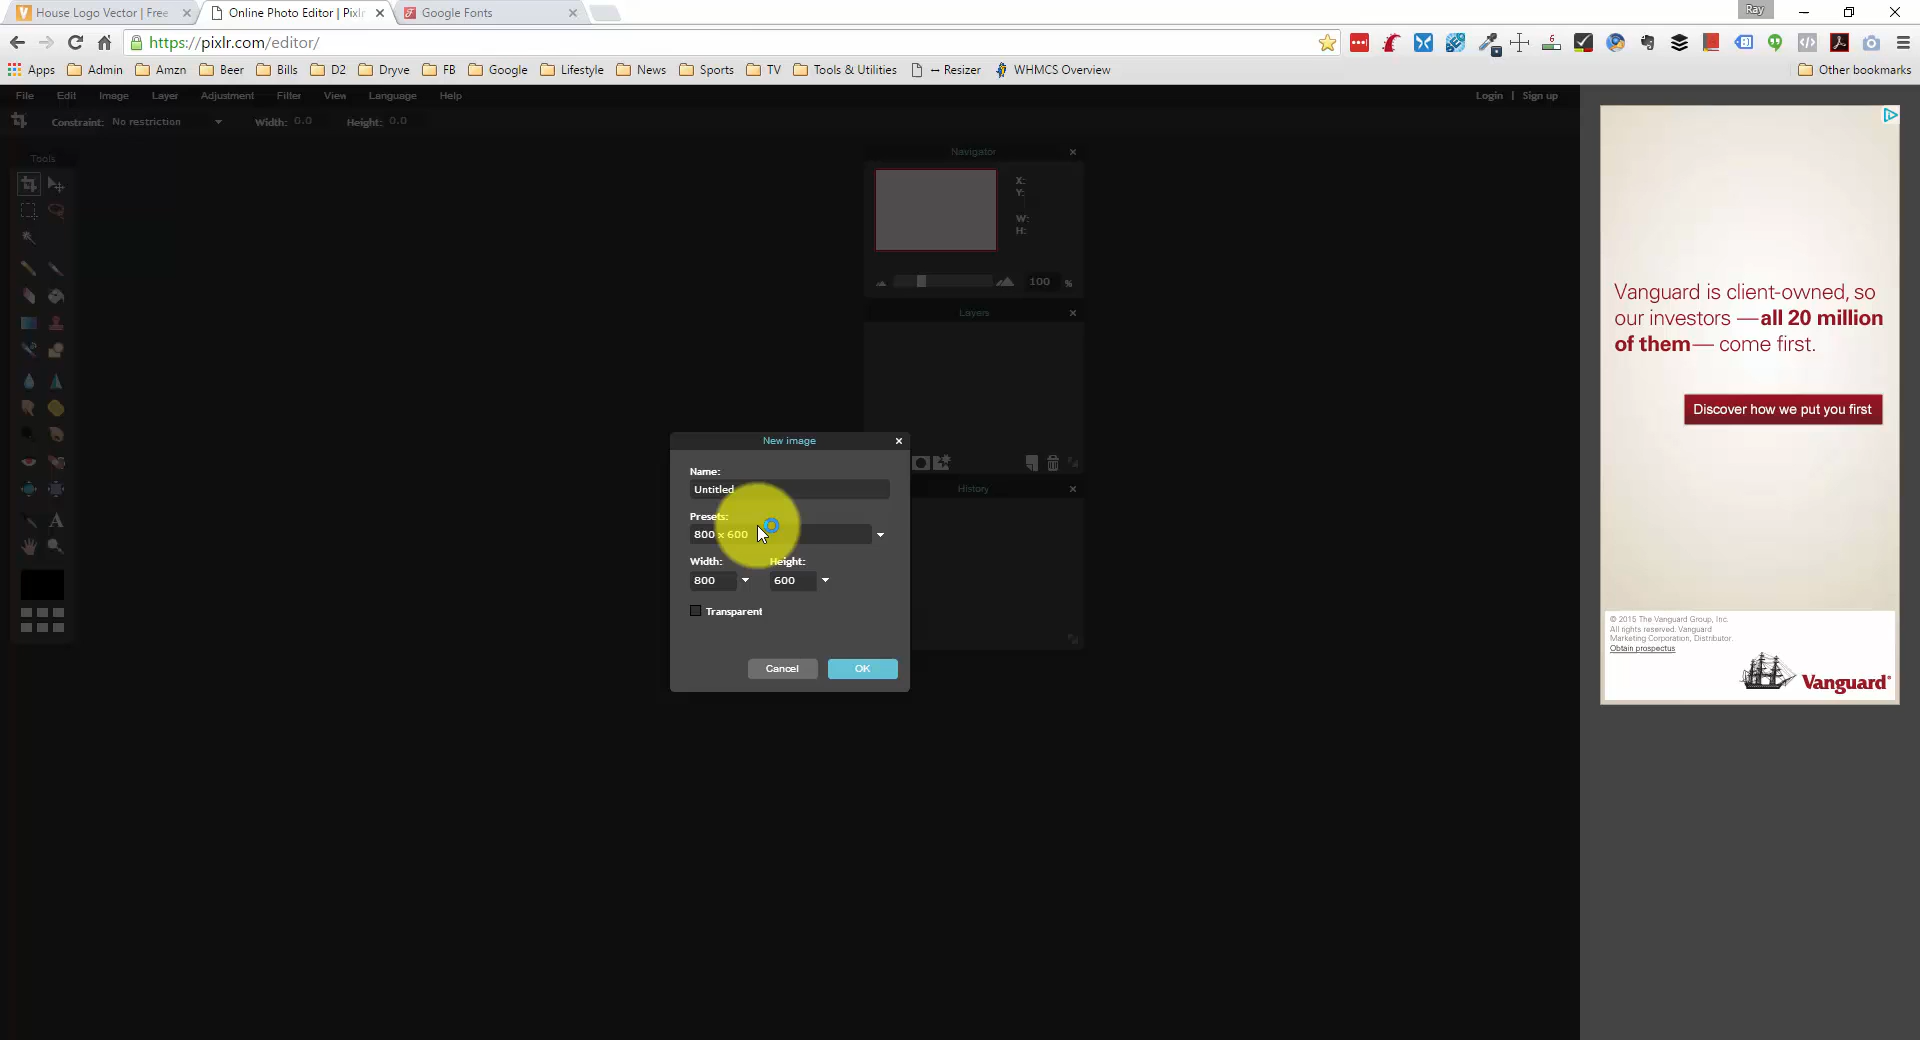 House Logo Vector | Free
Online Photo Editor | Pixlr
Google Fonts
Ray
https://pixlr.com/editor/
6
Apps Admin Amzn Beer Bills D2 Dryve FB Google Lifestyle News Sports TV Tools & Utilities ↔ Resizer WHMCS Overview Other bookmarks
File Edit Image Layer Adjustment Filter View Language Help Login | Sign up
Constraint: No restriction Width: 0.0 Height: 0.0
Tools
Navigator
X:
Y:
W:
H:
100 %
Layers
History
New image
Name:
Untitled
Presets:
800 x 600
Width: Height:
800 600
Transparent
Cancel OK
A
Vanguard is client-owned, so
our investors —all 20 million
of them— come first.
Discover how we put you first
© 2015 The Vanguard Group, Inc.
All rights reserved. Vanguard
Marketing Corporation, Distributor.
Obtain prospectus
Vanguard®